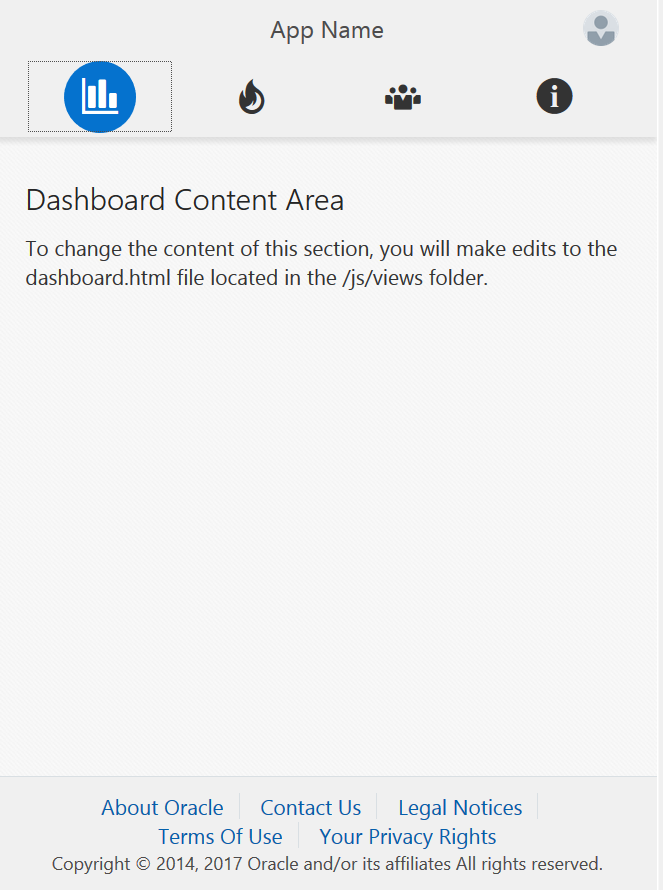 App Name
Dashboard Content Area
To change the content of this section, you will make edits to the
dashboard.html file located in the /js/views folder.
About Oracle Contact Us Legal Notices
Terms Of Use Your Privacy Rights
Copyright © 2014, 2017 Oracle and/or its affiliates All rights reserved.